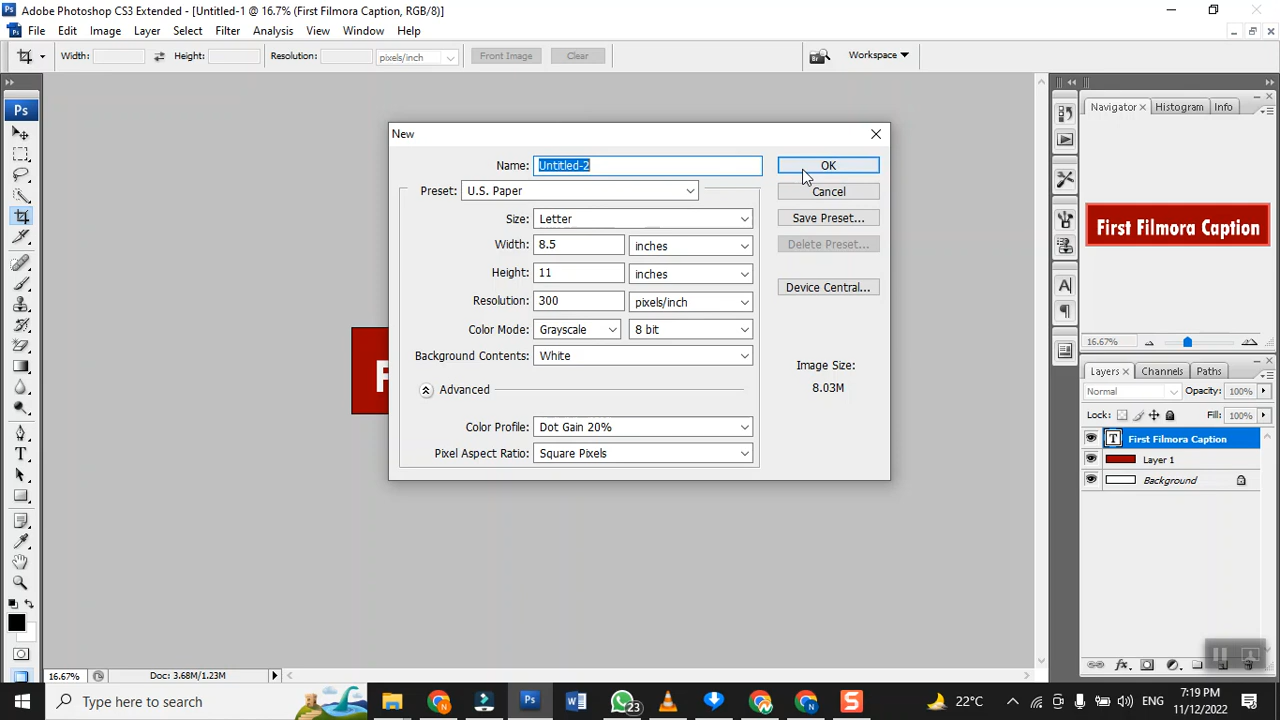 Ps Adobe Photoshop CS3 Extended - [Untitled-1 @ 16.7% (First Filmora Caption, RGB/8)]
File Edit Image Layer Select Filter Analysis View Window Help
Width: Height: Resolution: pixels/inch Front Image Clear Workspace
Ps
New
Name: Untitled-2 OK
Preset: U.S. Paper Cancel
Size: Letter Save Preset...
Width: 8.5 inches Delete Preset...
Height: 11 inches
Device Central...
Resolution: 300 pixels/inch
Color Mode: Grayscale 8 bit
Background Contents: White
Image Size:
8.03M
Advanced
Color Profile: Dot Gain 20%
Pixel Aspect Ratio: Square Pixels
F
Navigator Histogram Info
First Filmora Caption
16.67%
Layers Channels Paths
Normal Opacity: 100%
Lock: Fill: 100%
T First Filmora Caption
Layer 1
Background
16.67% Doc: 3.68M/1.23M
Type here to search 23 22°C ENG 7:19 PM
11/12/2022